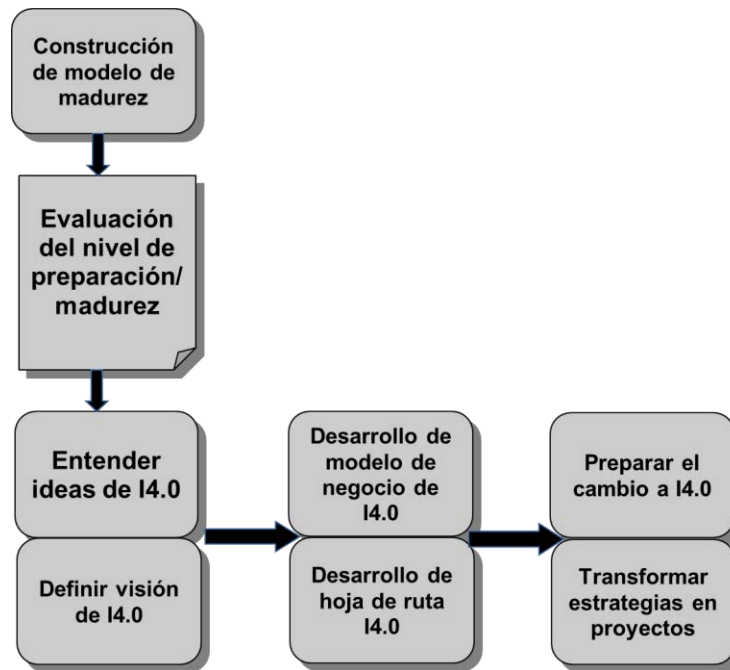 Construcción
de modelo de
madurez
Evaluación
del nivel de
preparación/
madurez
Entender
ideas de I4.0
Definir visión
de I4.0
Desarrollo de
modelo de
negocio de
I4.0
Desarrollo de
hoja de ruta
I4.0
Preparar el
cambio a I4.0
Transformar
estrategias en
proyectos